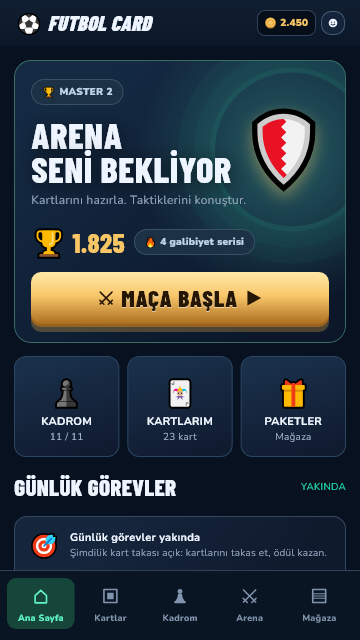 FUTBOL CARD
2.450
MASTER 2
ARENA
SENİ BEKLİYOR
Kartlarını hazırla. Taktiklerini konuştur.
1.825
4 galibiyet serisi
MAÇA BAŞLA
KADROM
11 / 11
KARTLARIM
23 kart
PAKETLER
Mağaza
GÜNLÜK GÖREVLER
YAKINDA
Günlük görevler yakında
Şimdilik kart takası açık: kartlarını takas et, ödül kazan.
Ana Sayfa
Kartlar
Kadrom
Arena
Mağaza